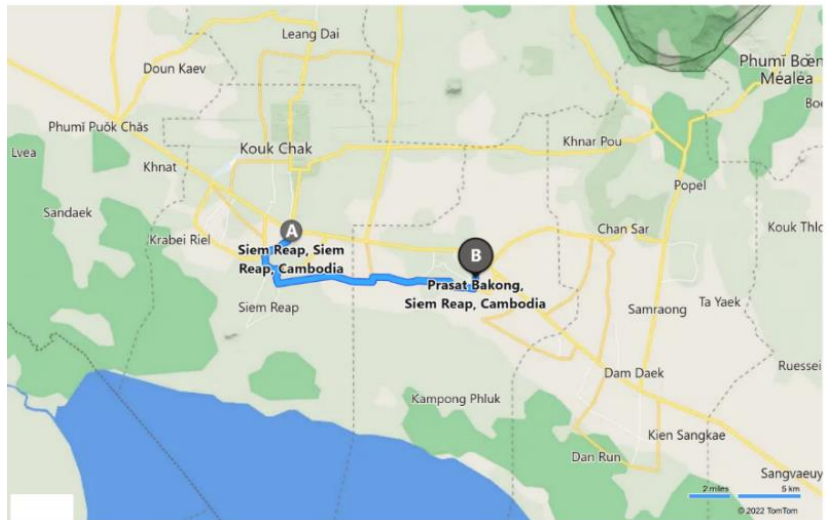 Leang Dai
Doun Kaev
Phumĭ Bœ̆n
Méaléa
Boe
Phumĭ Puŏk Chăs
Kouk Chak
Khnar Pou
Lvea
Khnat
Popel
Sandaek
Krabei Riel
A
Siem Reap, Siem
Reap, Cambodia
Chan Sar
Kouk Thlo
B
Prasat Bakong,
Siem Reap, Cambodia
Siem Reap
Samraong
Ta Yaek
Ruessei
Dam Daek
Kampong Phluk
Kien Sangkae
Dan Run
Sangvaeuy
2 miles
5 km
© 2022 TomTom